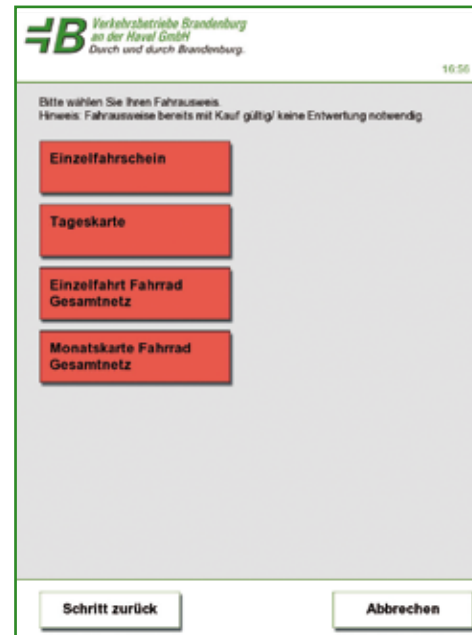 Verkehrsbetriebe Brandenburg
an der Havel GmbH
Durch und durch Brandenburg.
16:56
Bitte wählen Sie Ihren Fahrausweis.
Hinweis: Fahrausweise bereits mit Kauf gültig/ keine Entwertung notwendig.
Einzelfahrschein
Tageskarte
Einzelfahrt Fahrrad
Gesamtnetz
Monatskarte Fahrrad
Gesamtnetz
Schritt zurück
Abbrechen